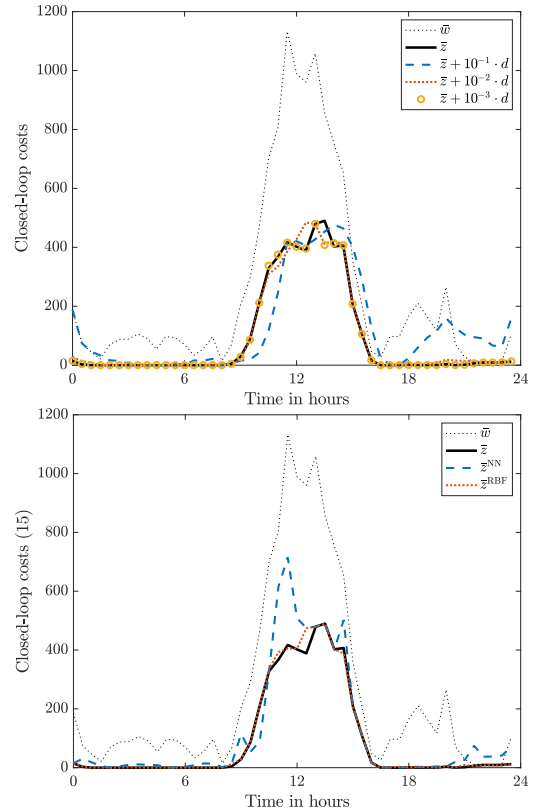 1200
1000
800
600
400
200
0
Closed-loop costs
w̄
z̄
z̄ + 10⁻¹ · d
z̄ + 10⁻² · d
z̄ + 10⁻³ · d
0 6 12 18 24
Time in hours
1200
1000
800
600
400
200
0
Closed-loop costs (15)
w̄
z̄
z̄ᴺᴺ
z̄ᴿᴮꟳ
0 6 12 18 24
Time in hours